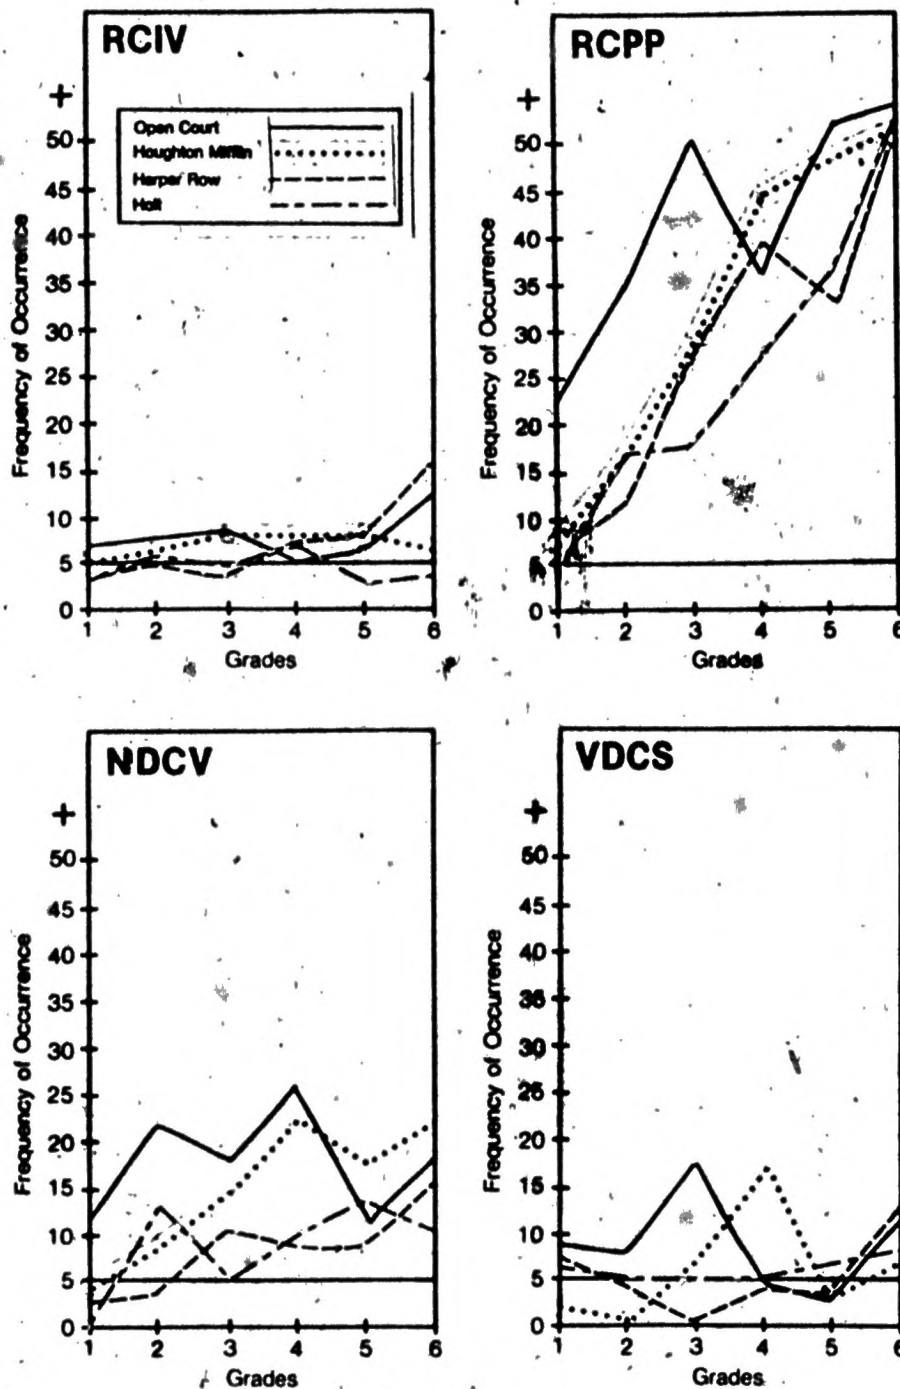 RCIV
+
Open Court
Houghton Mifflin
Harper Row
Holt
50
45
40
35
30
25
20
15
10
5
0
Frequency of Occurrence
1 2 3 4 5 6
Grades
RCPP
+
50
45
40
35
30
25
20
15
10
5
0
Frequency of Occurrence
1 2 3 4 5 6
Grades
NDCV
+
50
45
40
35
30
25
20
15
10
5
0
Frequency of Occurrence
1 2 3 4 5 6
Grades
VDCS
+
50
45
40
35
30
25
20
15
10
5
0
Frequency of Occurrence
1 2 3 4 5 6
Grades